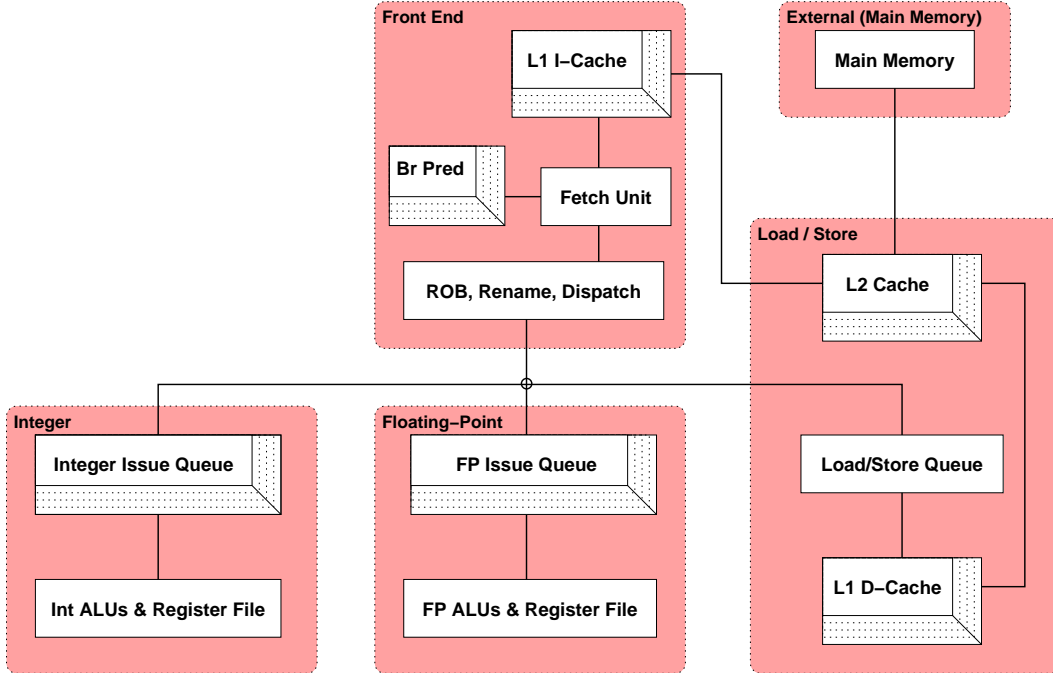 Front End
L1 I–Cache
Br Pred
Fetch Unit
ROB, Rename, Dispatch
External (Main Memory)
Main Memory
Load / Store
L2 Cache
Load/Store Queue
L1 D–Cache
Integer
Integer Issue Queue
Int ALUs & Register File
Floating–Point
FP Issue Queue
FP ALUs & Register File